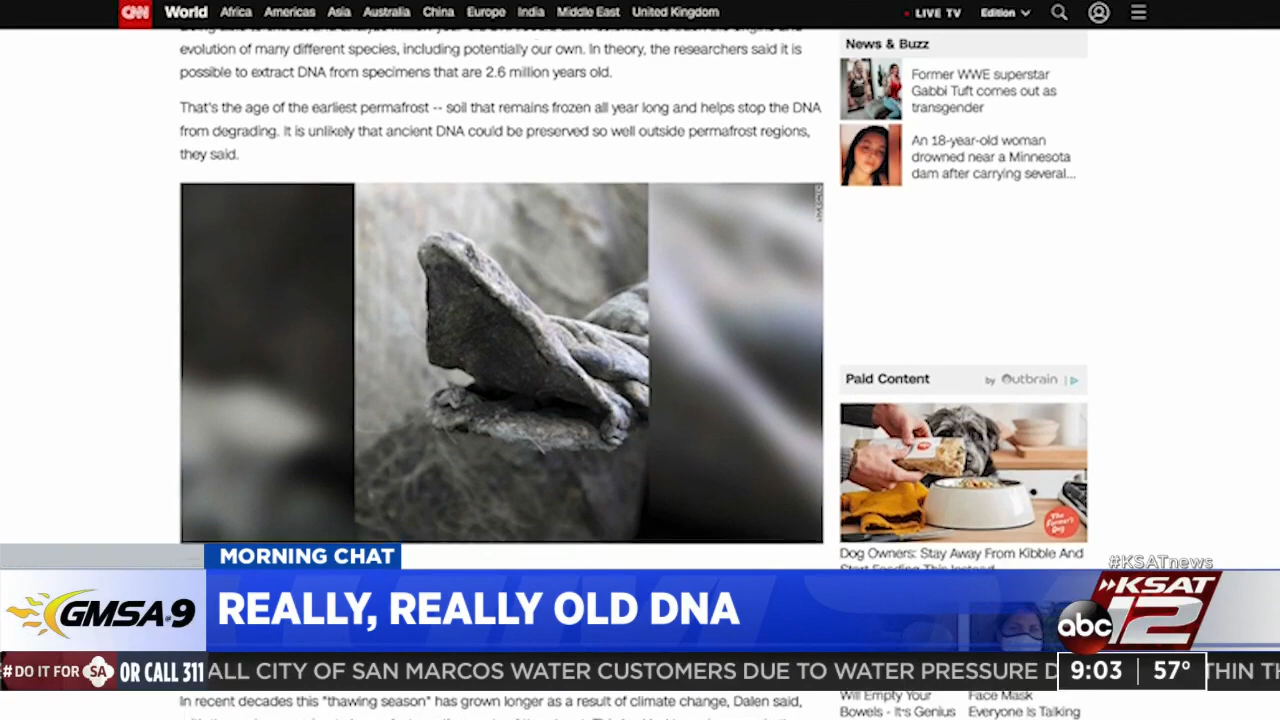 CNN World Africa Americas Asia Australia China Europe India Middle East United Kingdom LIVE TV Edition
evolution of many different species, including potentially our own. In theory, the researchers said it is
possible to extract DNA from specimens that are 2.6 million years old.
That's the age of the earliest permafrost -- soil that remains frozen all year long and helps stop the DNA
from degrading. It is unlikely that ancient DNA could be preserved so well outside permafrost regions,
they said.
News & Buzz
Former WWE superstar
Gabbi Tuft comes out as
transgender
An 18-year-old woman
drowned near a Minnesota
dam after carrying several...
Paid Content by Outbrain
The Farmer's Dog
Dog Owners: Stay Away From Kibble And
Start Feeding This Instead
#KSATnews
MORNING CHAT
GMSA@9
REALLY, REALLY OLD DNA
abc KSAT 12
#DO IT FOR SA OR CALL 311
ALL CITY OF SAN MARCOS WATER CUSTOMERS DUE TO WATER PRESSURE D
9:03 57°
THIN TH
Will Empty Your
Bowels - It's Genius
Face Mask
Everyone Is Talking
In recent decades this "thawing season" has grown longer as a result of climate change, Dalen said,